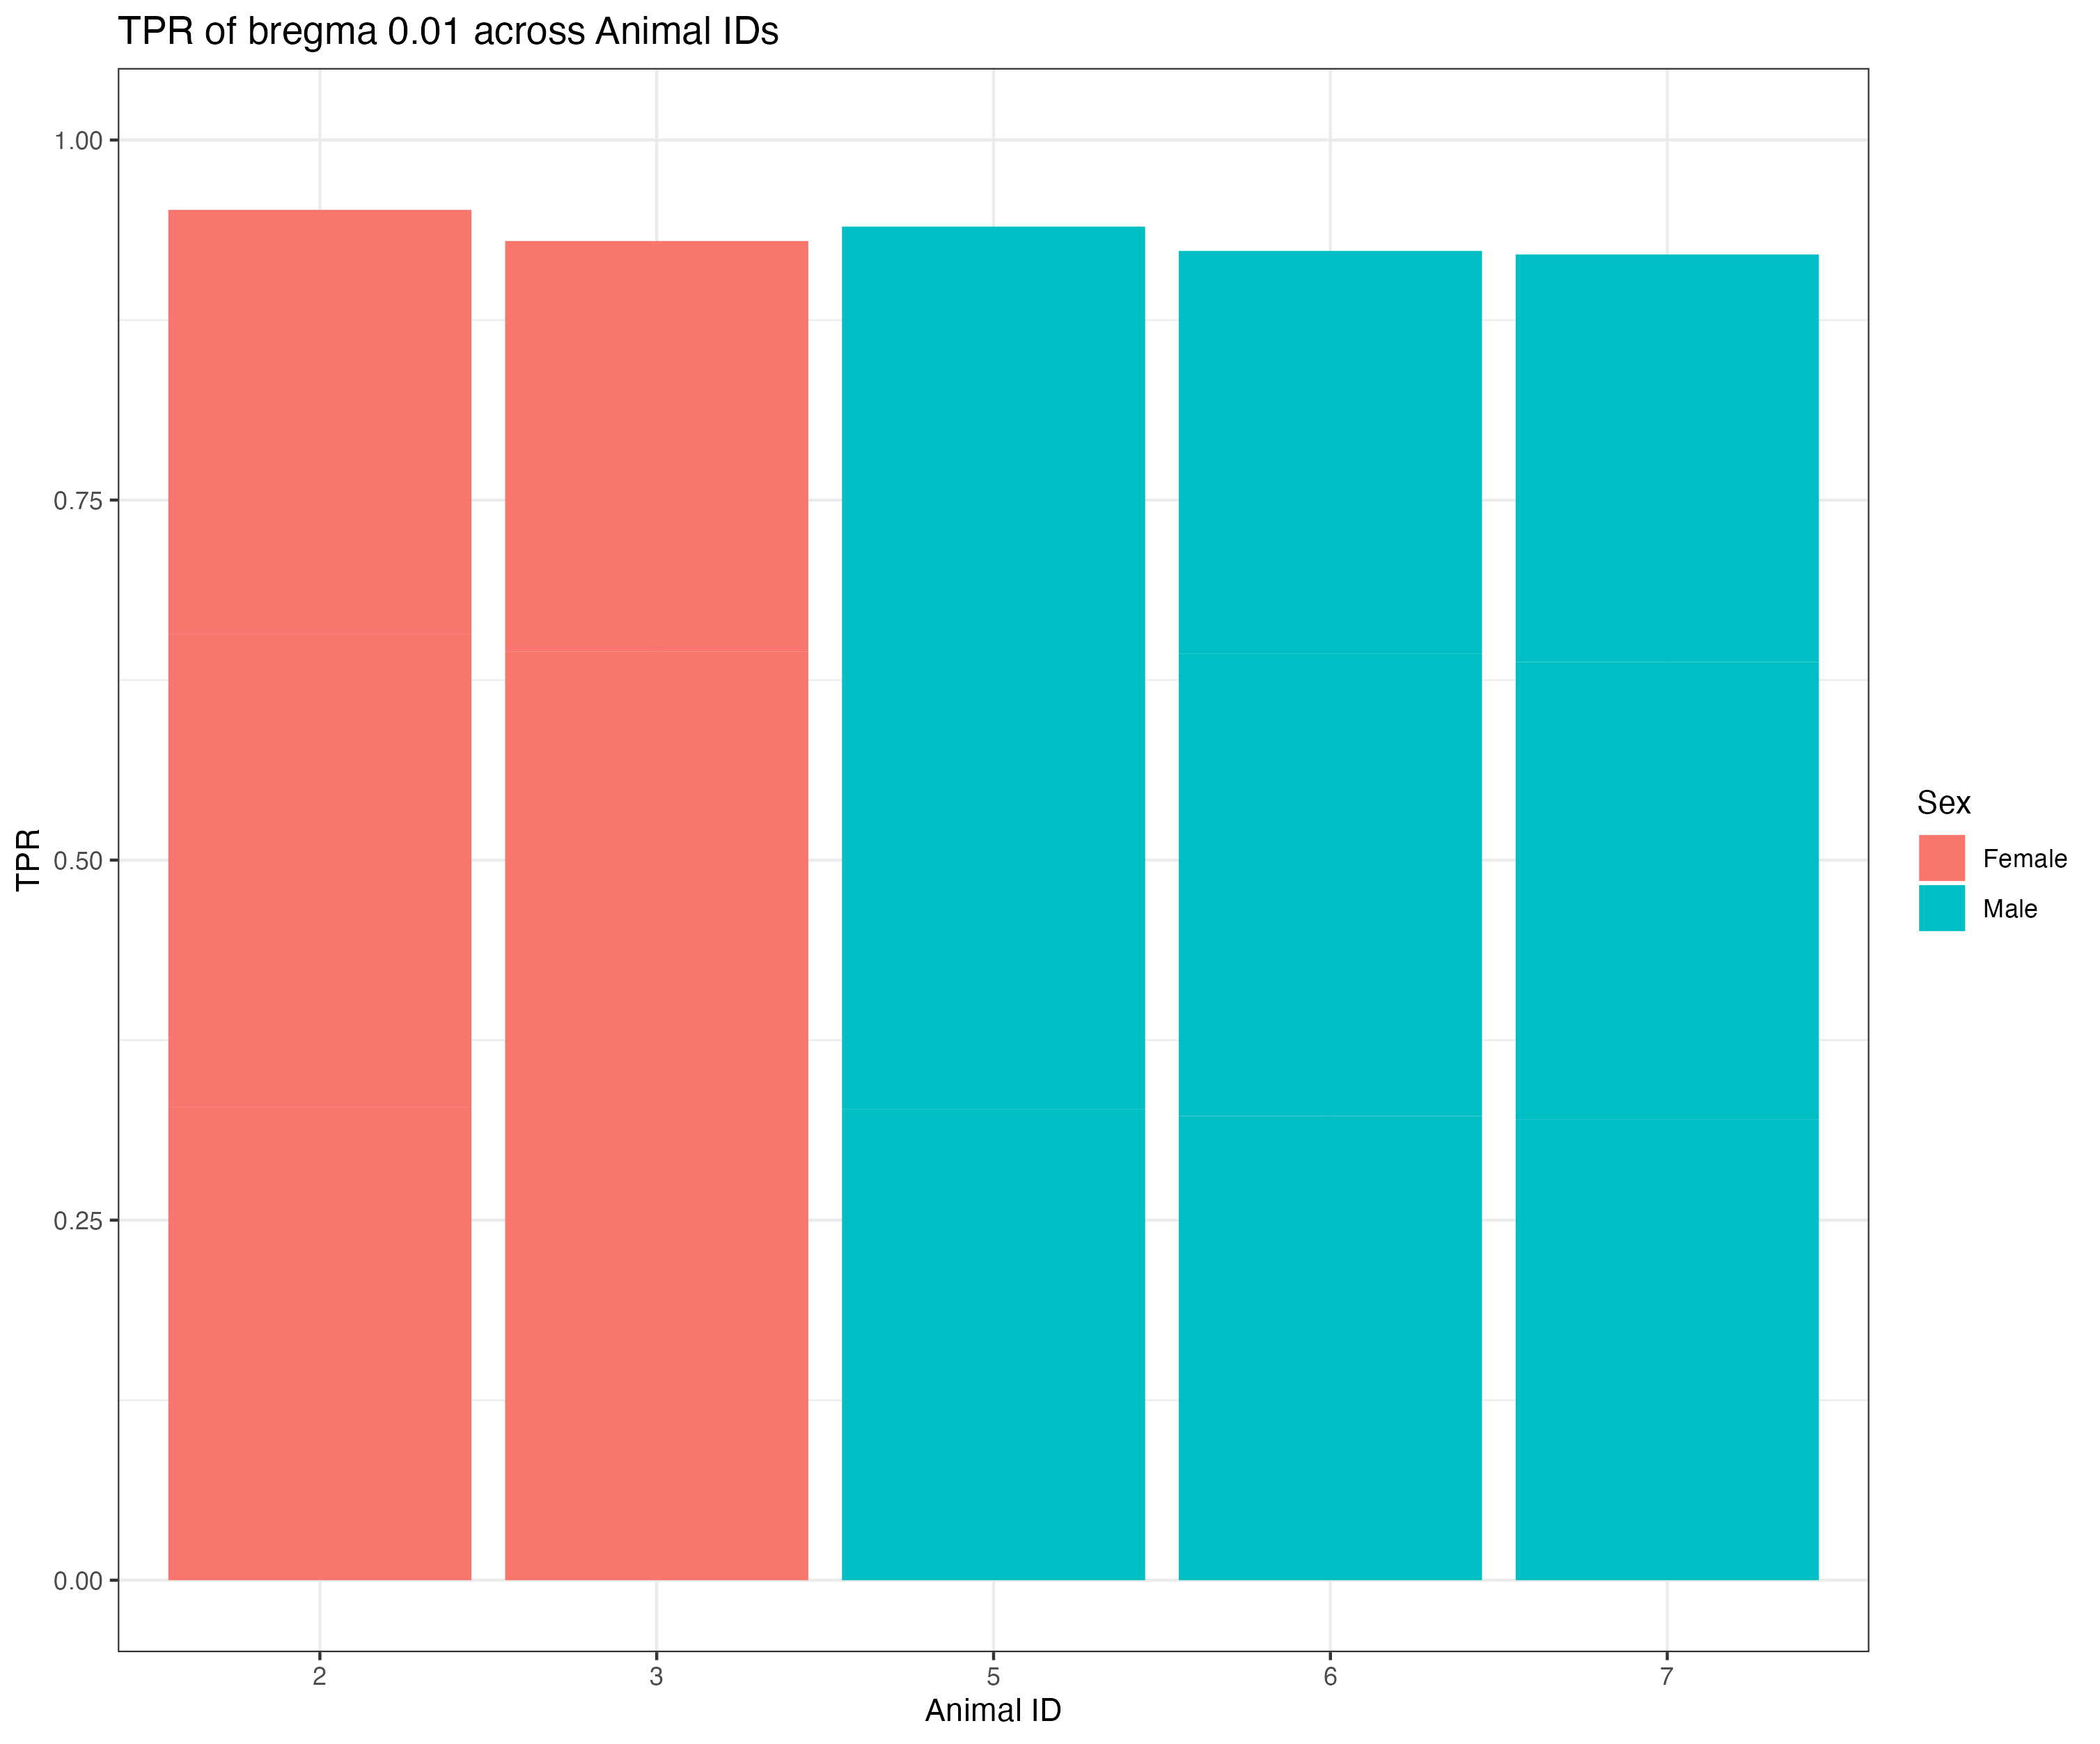 TPR of bregma 0.01 across Animal IDs
1.00
0.75
0.50
0.25
0.00
TPR
2 3 5 6 7
Animal ID
Sex
Female
Male